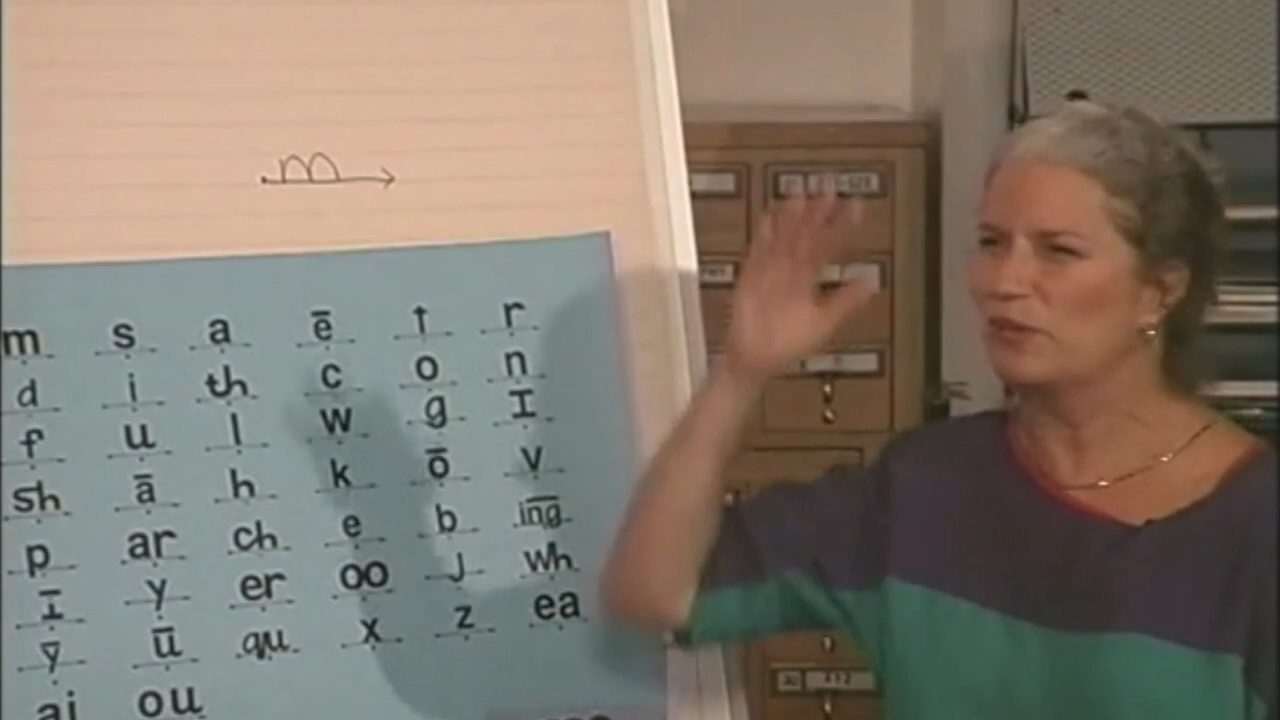 m
m s a ē t r
d i th c o n
f u l w g I
sh ā h k ō v
p ar ch e b ing
Ī y er oo J wh
ȳ ū qu x z ea
ai ou